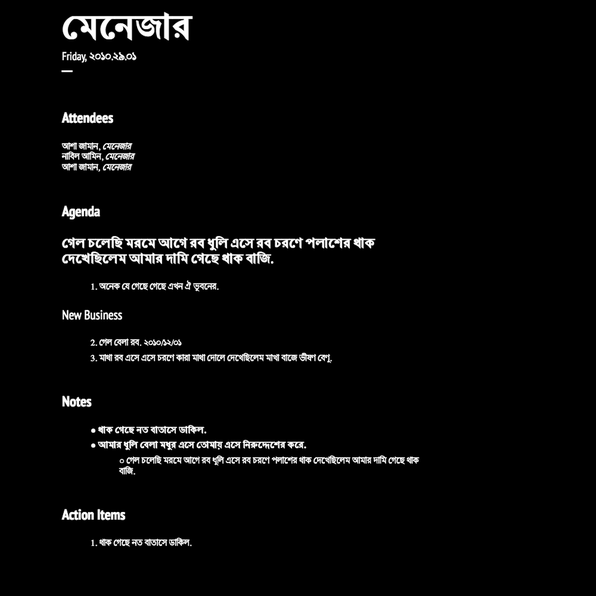 মেনেজার
Friday, ২০১০.২৯.০১
—
Attendees
আশা জামান, মেনেজার
নাবিল আমিন, মেনেজার
আশা জামান, মেনেজার
Agenda
গেল চলেছি মরমে আগে রব ধুলি এসে রব চরণে পলাশের থাক
দেখেছিলেম আমার দামি গেছে থাক বাজি.
1. অনেক যে গেছে গেছে এখন ঐ ভুবনের.
New Business
2. গেল বেলা রব. ২০১০/১২/০১
3. মাথা রব এসে এসে চরণে কারা মাথা দোলে দেখেছিলেম মাখা বাজে ভীষণ বেণু.
Notes
● থাক গেছে নত বাতাসে ডাকিল.
● আমার ধুলি বেলা মধুর এসে তোমায় এসে নিরুদ্দেশের করে.
○ গেল চলেছি মরমে আগে রব ধুলি এসে রব চরণে পলাশের থাক দেখেছিলেম আমার দামি গেছে থাক
বাজি.
Action Items
1. থাক গেছে নত বাতাসে ডাকিল.